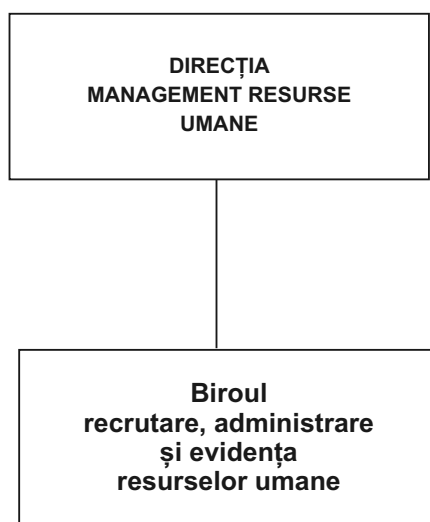 DIRECȚIA
MANAGEMENT RESURSE
UMANE
Biroul
recrutare, administrare
și evidența
resurselor umane